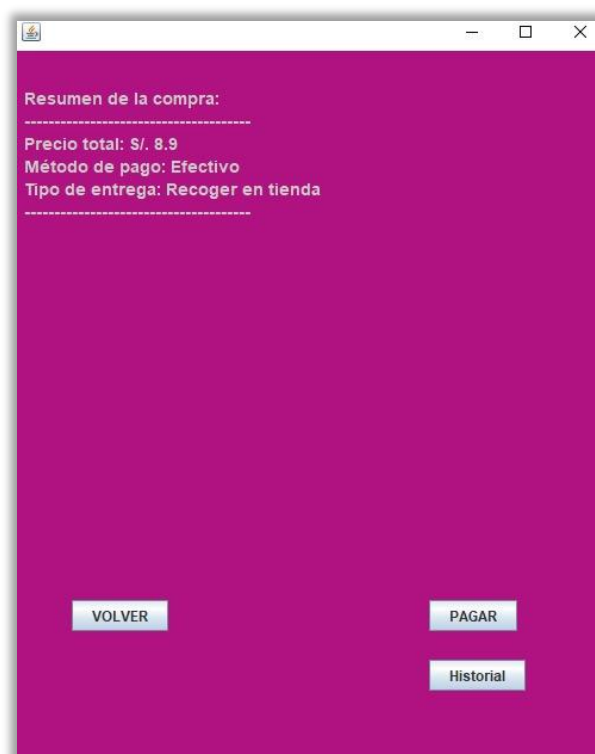 Resumen de la compra:
--------------------------------------
Precio total: S/. 8.9
Método de pago: Efectivo
Tipo de entrega: Recoger en tienda
--------------------------------------
VOLVER
PAGAR
Historial